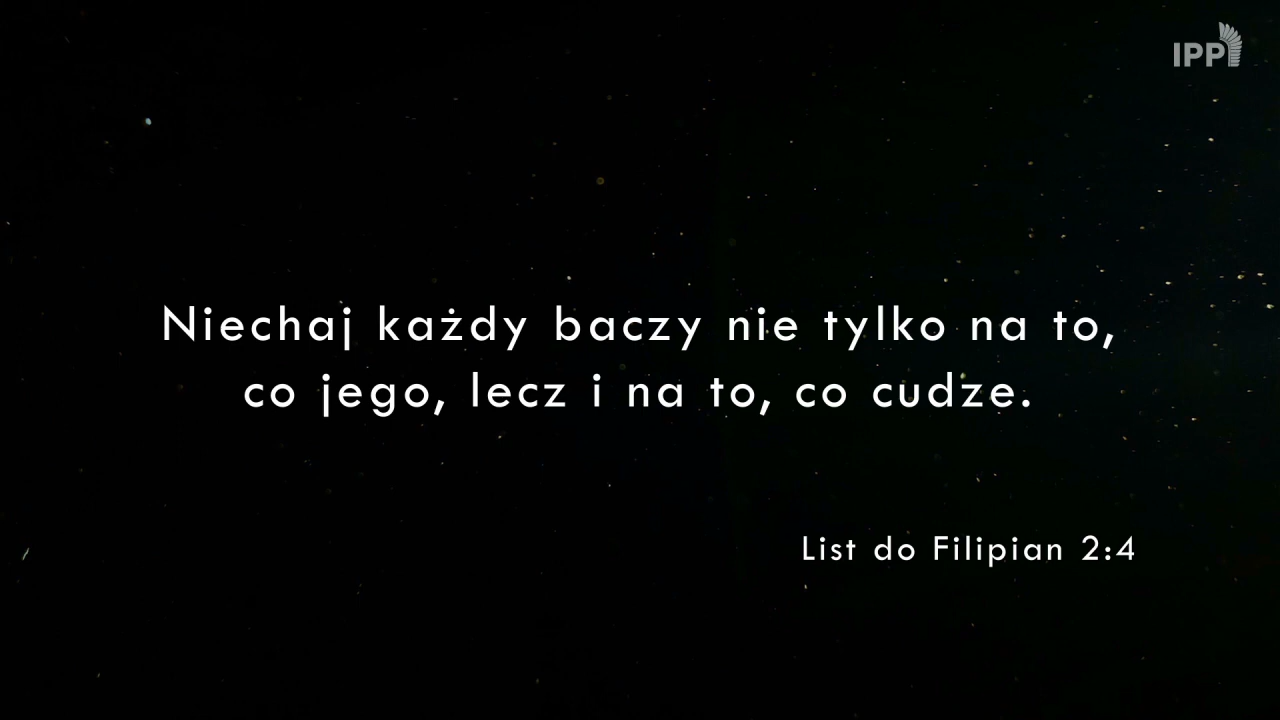 IPP
Niechaj każdy baczy nie tylko na to,
co jego, lecz i na to, co cudze.
List do Filipian 2:4